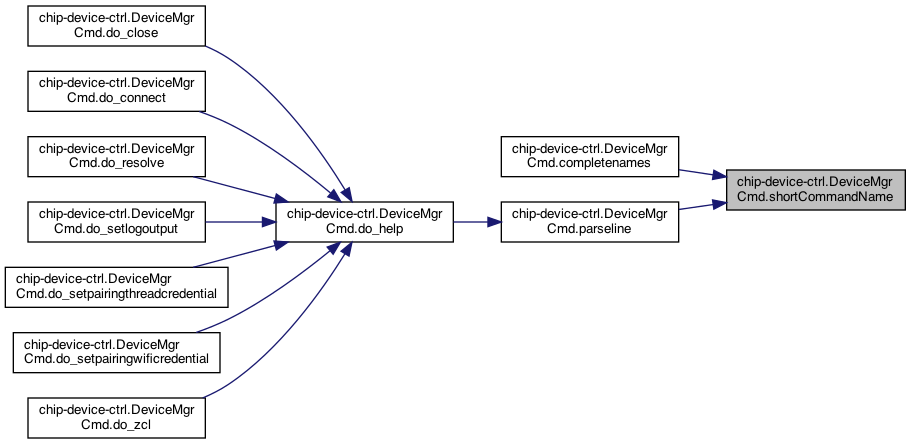 chip-device-ctrl.DeviceMgr
Cmd.do_close
chip-device-ctrl.DeviceMgr
Cmd.do_connect
chip-device-ctrl.DeviceMgr
Cmd.do_resolve
chip-device-ctrl.DeviceMgr
Cmd.do_setlogoutput
chip-device-ctrl.DeviceMgr
Cmd.do_setpairingthreadcredential
chip-device-ctrl.DeviceMgr
Cmd.do_setpairingwificredential
chip-device-ctrl.DeviceMgr
Cmd.do_zcl
chip-device-ctrl.DeviceMgr
Cmd.do_help
chip-device-ctrl.DeviceMgr
Cmd.completenames
chip-device-ctrl.DeviceMgr
Cmd.parseline
chip-device-ctrl.DeviceMgr
Cmd.shortCommandName